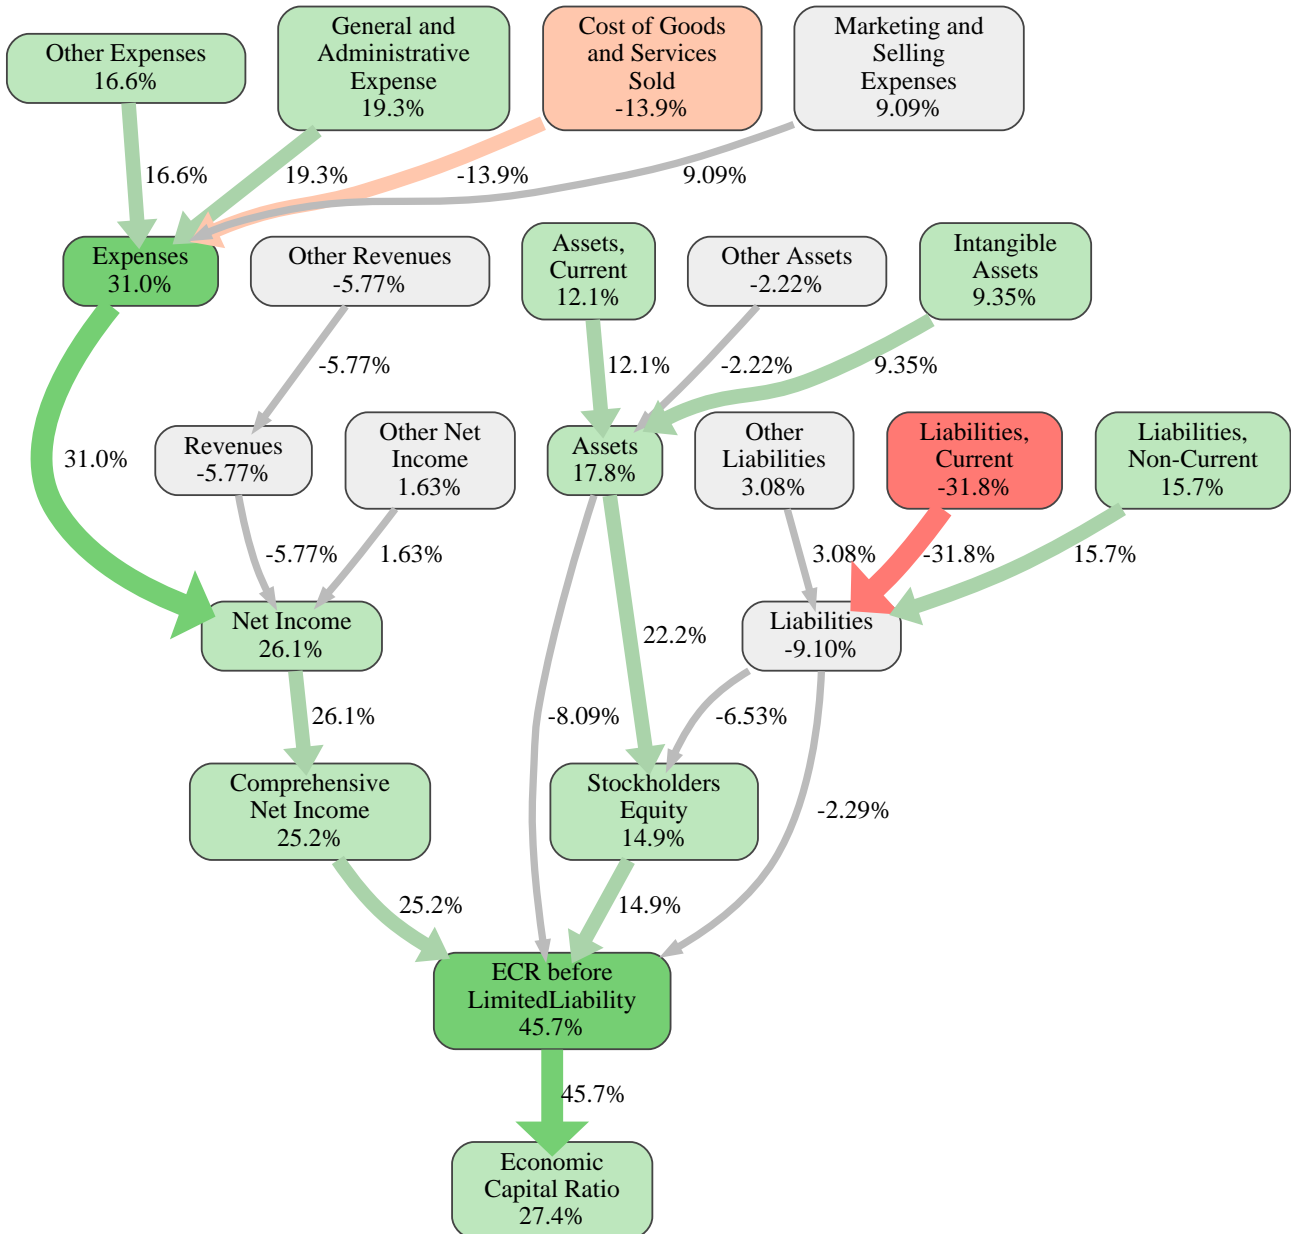 Other Expenses
16.6%
General and
Administrative
Expense
19.3%
Cost of Goods
and Services
Sold
-13.9%
Marketing and
Selling
Expenses
9.09%
16.6%
19.3%
-13.9%
9.09%
Expenses
31.0%
Other Revenues
-5.77%
Assets,
Current
12.1%
Other Assets
-2.22%
Intangible
Assets
9.35%
-5.77%
12.1%
-2.22%
9.35%
31.0%
Revenues
-5.77%
Other Net
Income
1.63%
Assets
17.8%
Other
Liabilities
3.08%
Liabilities,
Current
-31.8%
Liabilities,
Non-Current
15.7%
-5.77%
1.63%
3.08%
-31.8%
15.7%
Net Income
26.1%
22.2%
Liabilities
-9.10%
26.1%
-8.09%
-6.53%
Comprehensive
Net Income
25.2%
Stockholders
Equity
14.9%
-2.29%
25.2%
14.9%
ECR before
LimitedLiability
45.7%
45.7%
Economic
Capital Ratio
27.4%